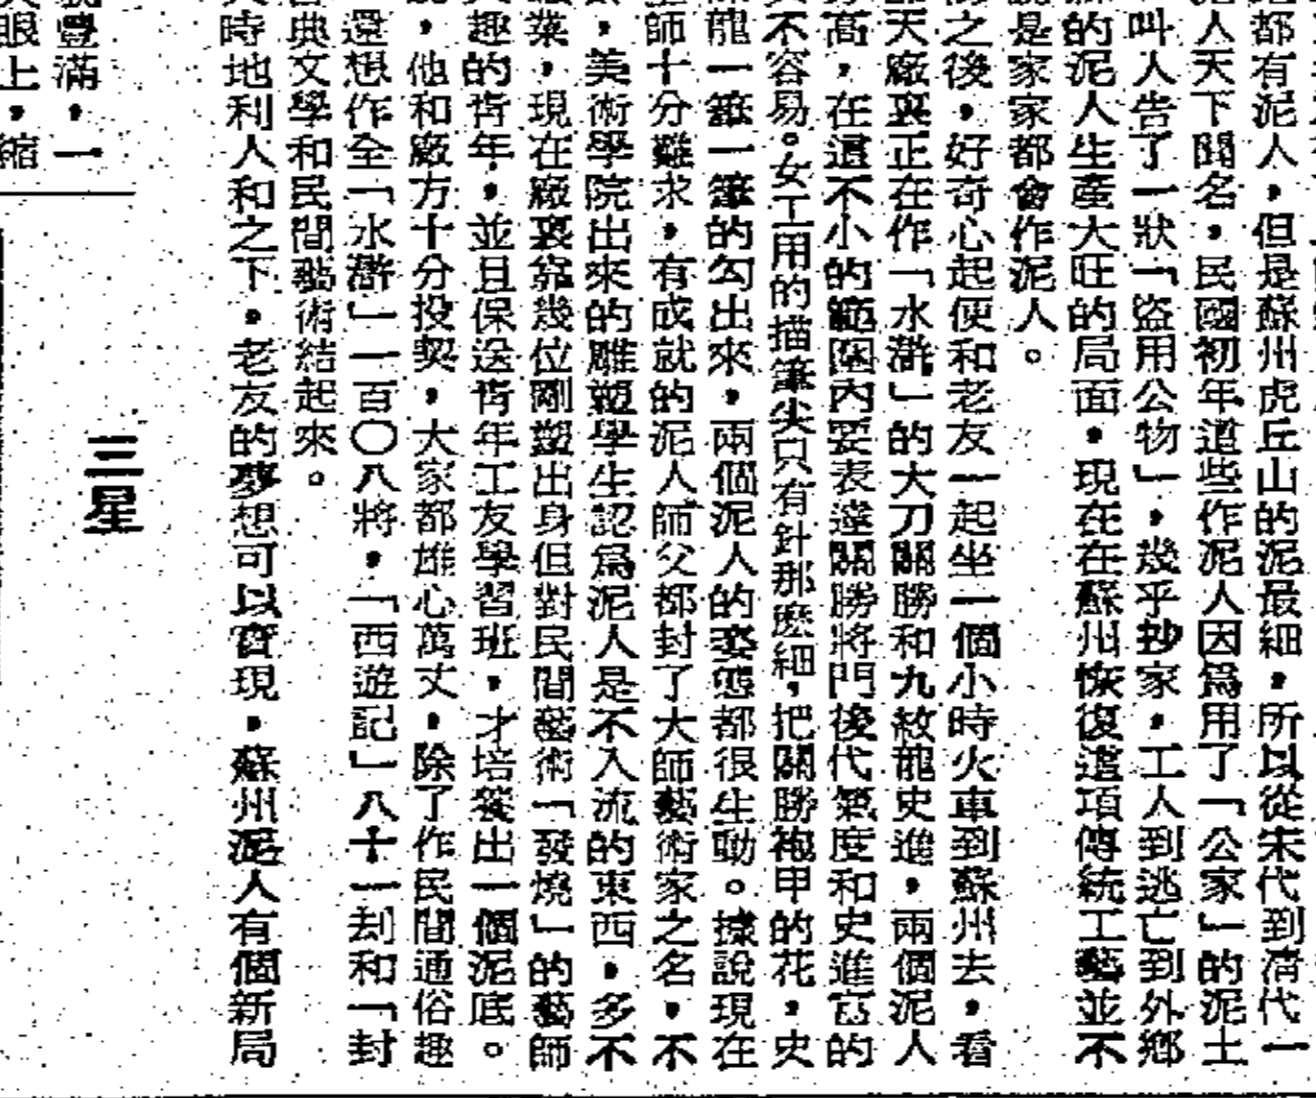 都有泥人，但是蘇州虎丘山的泥最細，所以從宋代到清代一
人天下聞名，民國初年這些作泥人因為用了「公家」的泥土
叫人告了一狀「盜用公物」，幾乎抄家，工人到逃亡到外鄉
的泥人生產大旺的局面，現在在蘇州恢復這項傳統工藝並不
是家家都會作泥人。
之後，好奇心起便和老友一起坐一個小時火車到蘇州去，看
天廠裏正在作「水滸」的大刀關勝和九紋龍史進，兩個泥人
高，在這不小的範圍內要表達關勝將門後代氣度和史進宮的
不容易。女工用的描筆尖只有針那麽細，把關勝袍甲的花，史
龍一筆一筆的勾出來，兩個泥人的姿態都很生動。據說現在
師十分難求，有成就的泥人師父都封了大師藝術家之名，不
，美術學院出來的雕塑學生認為泥人是不入流的東西，多不
業，現在廠裏靠幾位剛塑出身但對民間藝術「發燒」的藝師
趣的青年，並且保送青年工友學習班，才培養出一個泥底。
，他和廠方十分投契，大家都雄心萬丈，除了作民間通俗趣
還想作全「水滸」一百〇八將，「西遊記」八十一刦和「封
典文學和民間藝術結起來。
時地利人和之下，老友的夢想可以實現，蘇州泥人有個新局
豐滿，一
眼上，縮
三星